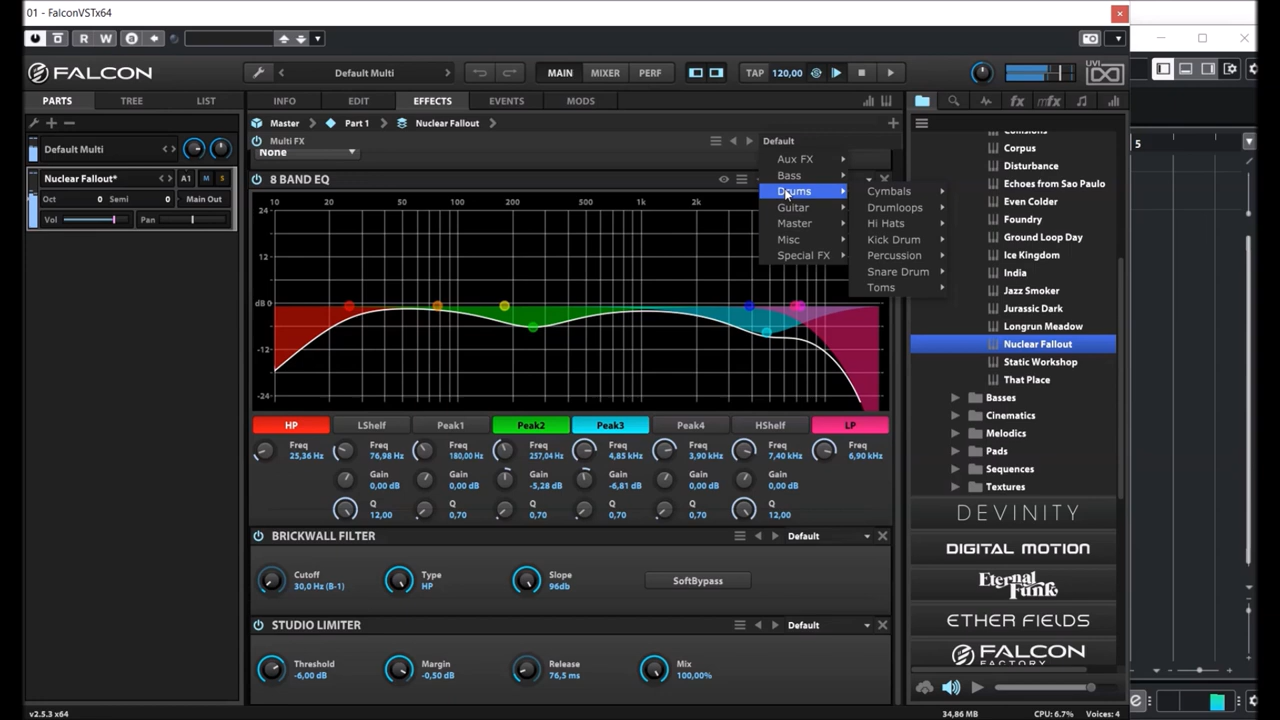 01 - FalconVSTx64
R W a
FALCON
Default Multi
MAIN MIXER PERF
TAP 120,00
UVI
PARTS TREE LIST
INFO EDIT EFFECTS EVENTS MODS
fx mfx
Master Part 1 Nuclear Fallout
Default Multi
Nuclear Fallout* A1 M S
Oct 0 Semi 0 Main Out
Vol Pan
Multi FX Default
None
Aux FX
Bass
Drums
Guitar
Master
Misc
Special FX
Cymbals
Drumloops
Hi Hats
Kick Drum
Percussion
Snare Drum
Toms
8 BAND EQ
10 20 50 100 200 500 1k 2k
24
12
dB 0
-12
-24
HP LShelf Peak1 Peak2 Peak3 Peak4 HShelf LP
Freq 25,36 Hz
Freq 76,98 Hz
Freq 180,00 Hz
Freq 257,04 Hz
Freq 4,85 kHz
Freq 3,90 kHz
Freq 7,40 kHz
Freq 6,90 kHz
Gain 0,00 dB
Gain 0,00 dB
Gain -5,28 dB
Gain -6,81 dB
Gain 0,00 dB
Gain 0,00 dB
Q 12,00
Q 0,70
Q 0,70
Q 0,70
Q 0,70
Q 12,00
BRICKWALL FILTER Default
Cutoff 30,0 Hz (B-1)
Type HP
Slope 96db
SoftBypass
STUDIO LIMITER Default
Threshold -6,00 dB
Margin -0,50 dB
Release 76,5 ms
Mix 100,00%
Corpus
Disturbance
Echoes from Sao Paulo
Even Colder
Foundry
Ground Loop Day
Ice Kingdom
India
Jazz Smoker
Jurassic Dark
Longrun Meadow
Nuclear Fallout
Static Workshop
That Place
Basses
Cinematics
Melodics
Pads
Sequences
Textures
DEVINITY
DIGITAL MOTION
Eternal Funk
ETHER FIELDS
FALCON FACTORY
5
v2.5.3 x64
34,86 MB CPU: 6.7% Voices: 4